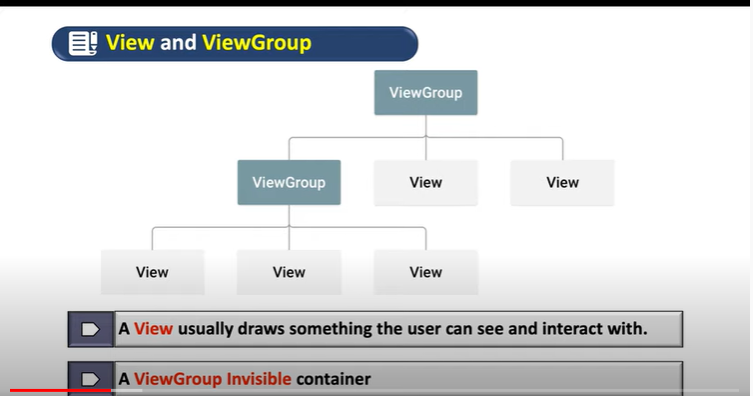 View and ViewGroup
ViewGroup
ViewGroup
View
View
View
View
View
A View usually draws something the user can see and interact with.
A ViewGroup Invisible container